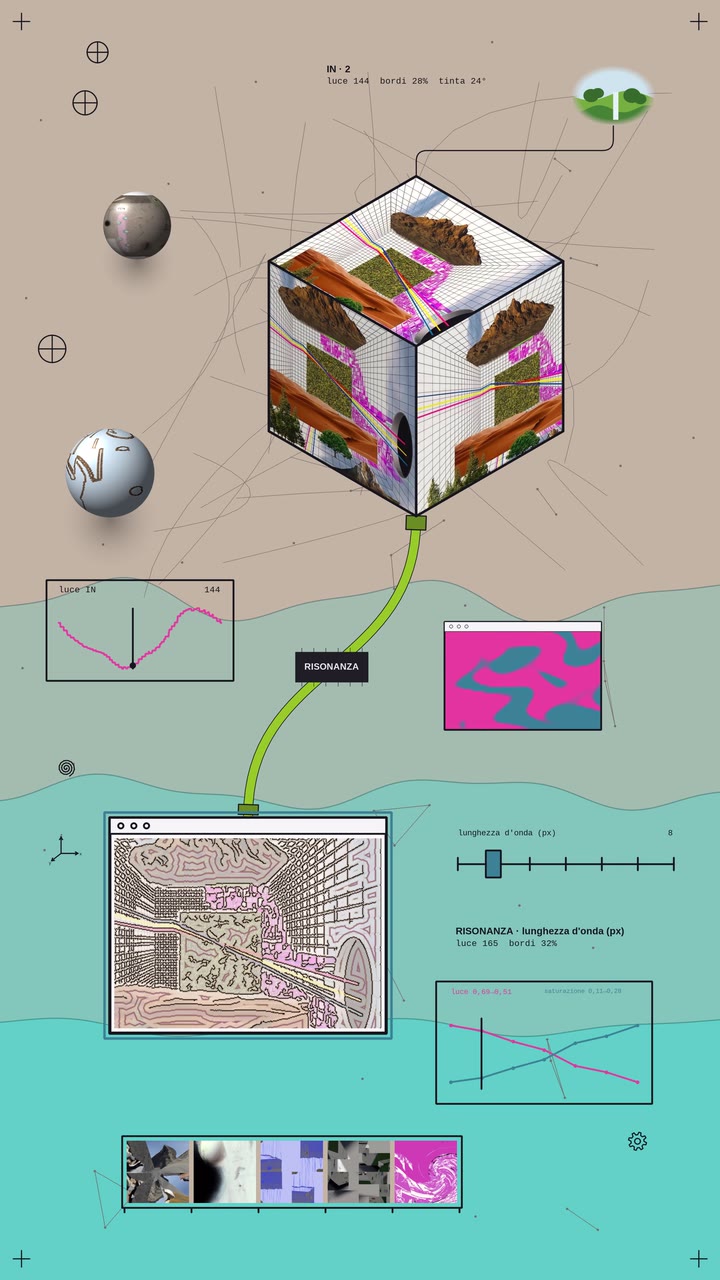 IN · 2
luce 144  bordi 28%  tinta 24°
luce IN 144
RISONANZA
lunghezza d'onda (px) 8
RISONANZA · lunghezza d'onda (px)
luce 165  bordi 32%
luce 0,69→0,51 saturazione 0,11→0,28